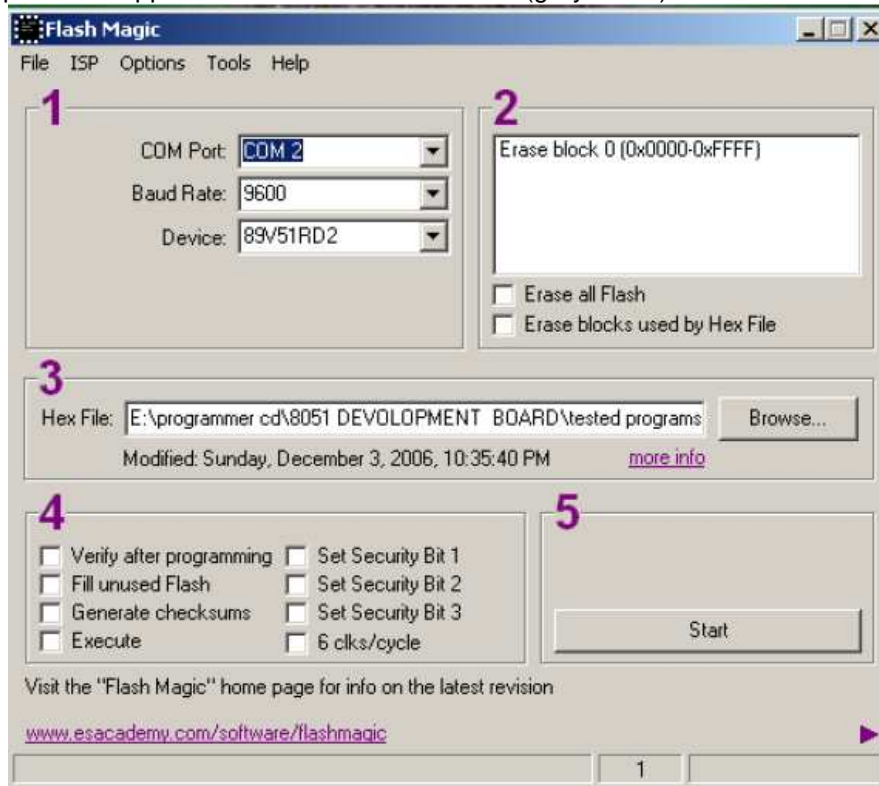 Flash Magic
File ISP Options Tools Help
1
COM Port: COM 2
Baud Rate: 9600
Device: 89V51RD2
2
Erase block 0 (0x0000-0xFFFF)
Erase all Flash
Erase blocks used by Hex File
3
Hex File: E:\programmer cd\8051 DEVOLOPMENT BOARD\tested programs Browse...
Modified: Sunday, December 3, 2006, 10:35:40 PM more info
4
Verify after programming Set Security Bit 1
Fill unused Flash Set Security Bit 2
Generate checksums Set Security Bit 3
Execute 6 clks/cycle
5
Start
Visit the "Flash Magic" home page for info on the latest revision
www.esacademy.com/software/flashmagic
1